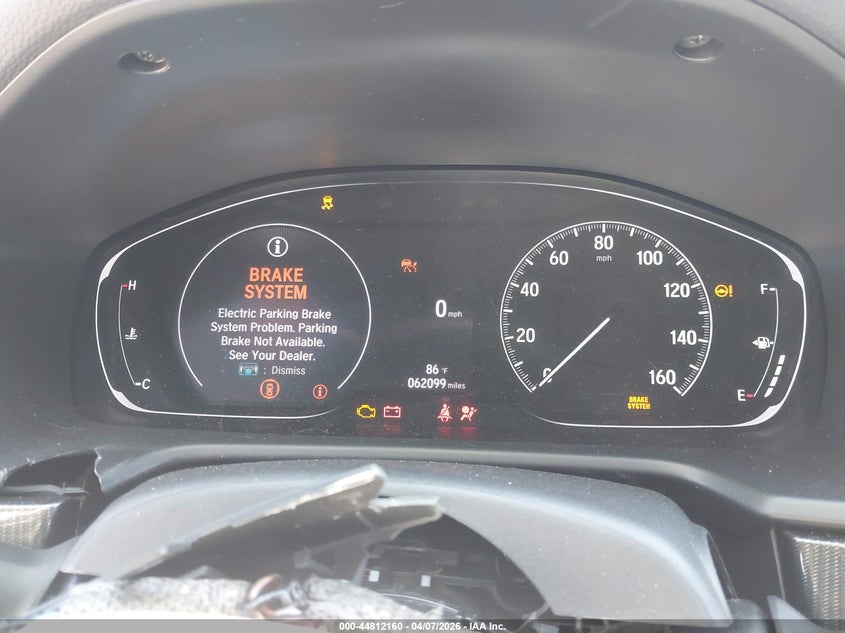 i
BRAKE
SYSTEM
Electric Parking Brake
System Problem. Parking
Brake Not Available.
See Your Dealer.
: Dismiss
i
H
C
0 mph
86 °F
062099 miles
0
20
40
60
80
100
120
140
160
mph
!
BRAKE
SYSTEM
F
E
000-44812160 - 04/07/2026 - IAA Inc.